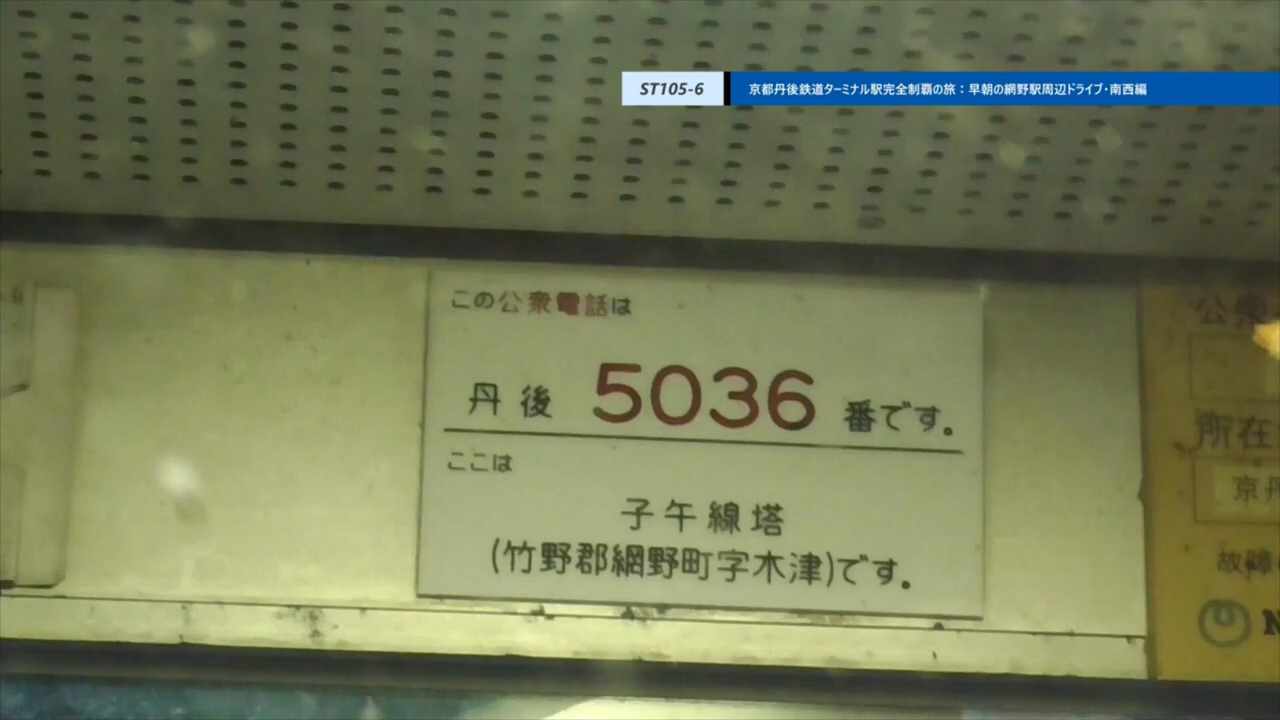 ST105-6
京都丹後鉄道ターミナル駅完全制覇の旅：早朝の網野駅周辺ドライブ・南西編
この公衆電話は
丹後 5036 番です。
ここは
子午線塔
(竹野郡網野町字木津)です。
公衆
所在
京丹
故障
N